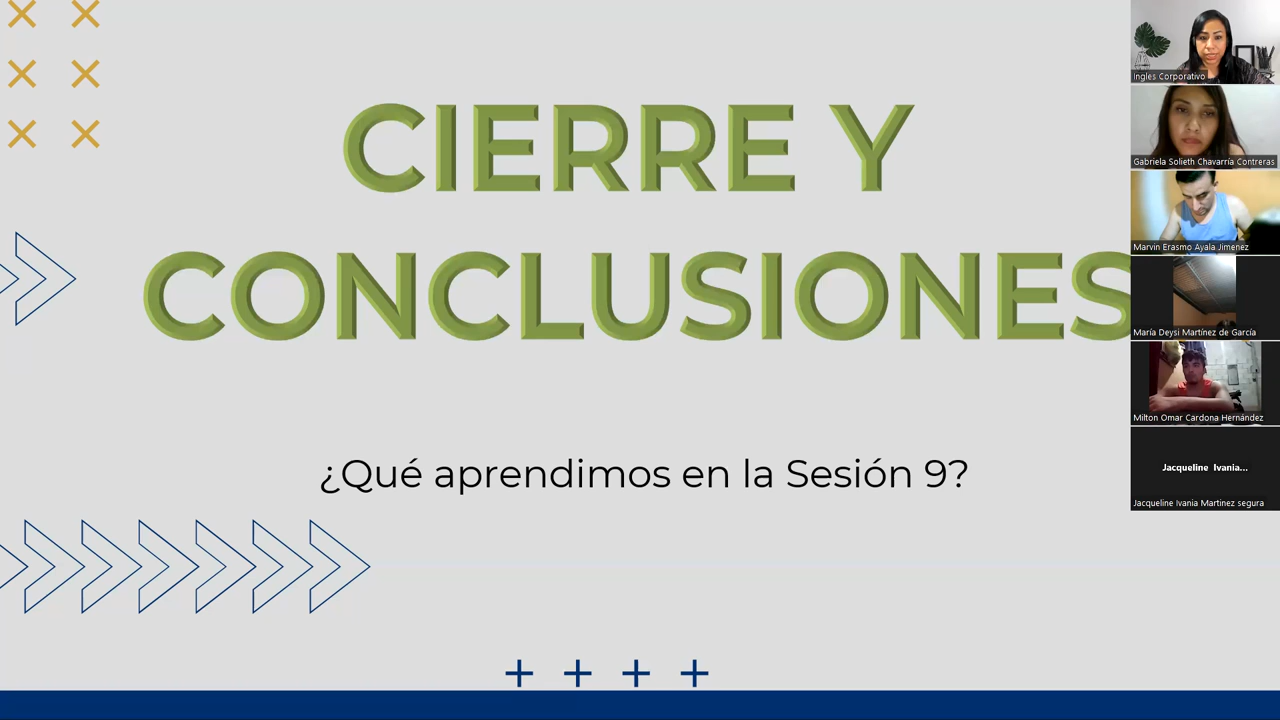 CIERRE Y
CONCLUSIONES
¿Qué aprendimos en la Sesión 9?
Ingles Corporativo
Gabriela Solieth Chavarría Contreras
Marvin Erasmo Ayala Jimenez
María Deysi Martínez de García
Milton Omar Cardona Hernández
Jacqueline Ivania...
Jacqueline Ivania Martinez segura